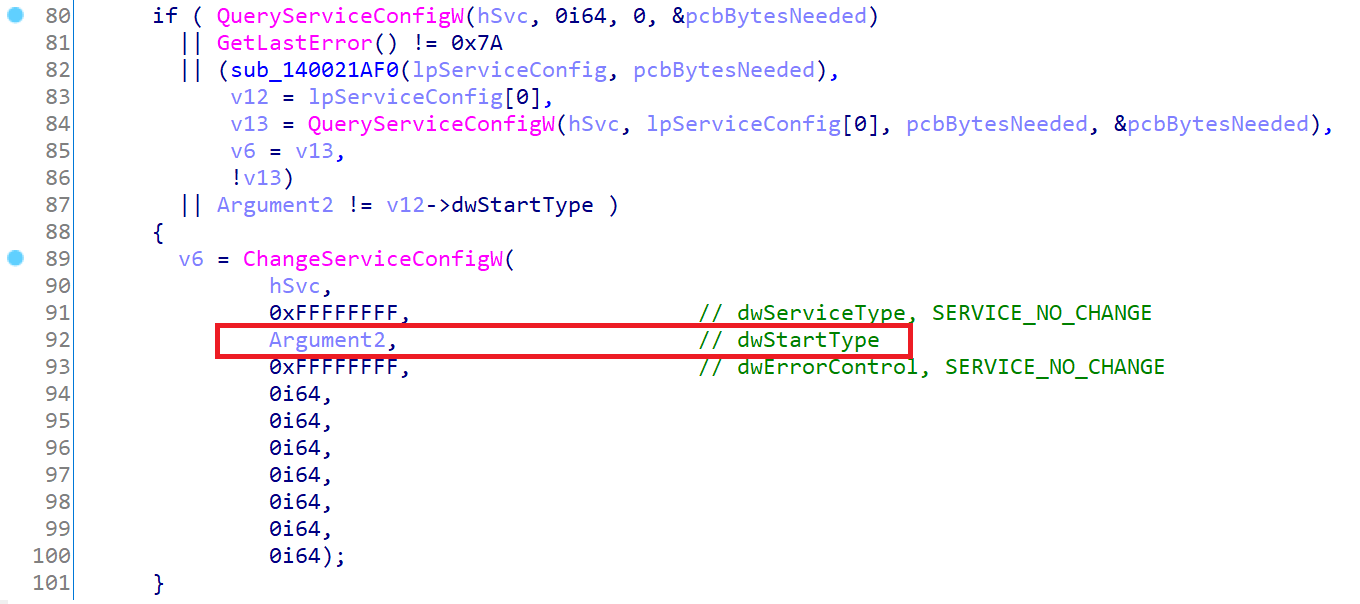 80 if ( QueryServiceConfigW(hSvc, 0i64, 0, &pcbBytesNeeded)
81 || GetLastError() != 0x7A
82 || (sub_140021AF0(lpServiceConfig, pcbBytesNeeded),
83 v12 = lpServiceConfig[0],
84 v13 = QueryServiceConfigW(hSvc, lpServiceConfig[0], pcbBytesNeeded, &pcbBytesNeeded),
85 v6 = v13,
86 !v13)
87 || Argument2 != v12->dwStartType )
88 {
89 v6 = ChangeServiceConfigW(
90 hSvc,
91 0xFFFFFFFF, // dwServiceType, SERVICE_NO_CHANGE
92 Argument2, // dwStartType
93 0xFFFFFFFF, // dwErrorControl, SERVICE_NO_CHANGE
94 0i64,
95 0i64,
96 0i64,
97 0i64,
98 0i64,
99 0i64,
100 0i64);
101 }